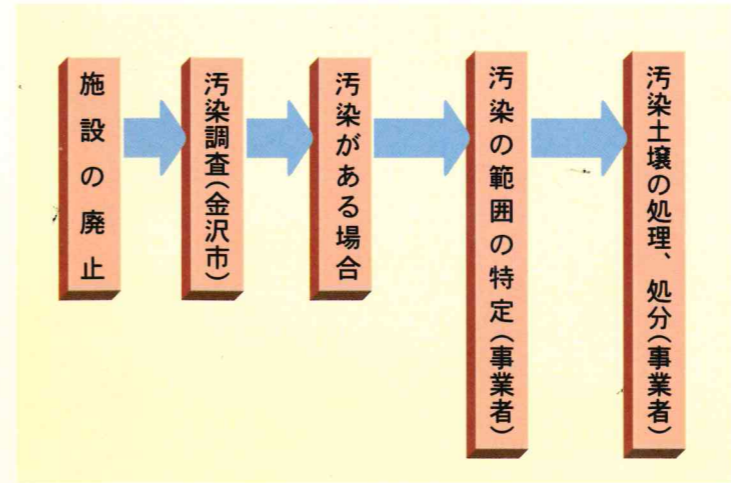 施設の廃止
汚染調査（金沢市）
汚染がある場合
汚染の範囲の特定（事業者）
汚染土壌の処理、処分（事業者）